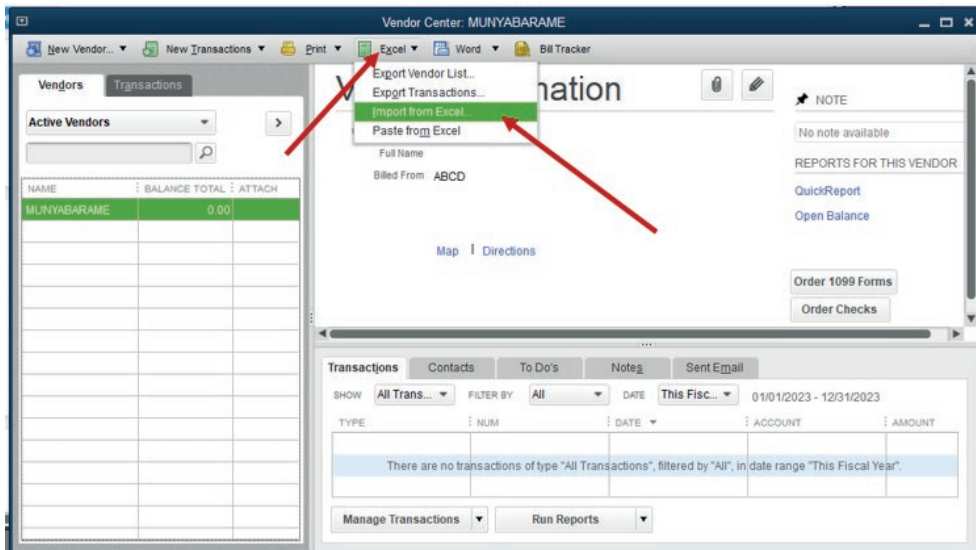 Vendor Center: MUNYABARAME
New Vendor... New Transactions Print Excel Word Bill Tracker
Export Vendor List...
Export Transactions...
Import from Excel...
Paste from Excel
Vendors Transactions
Active Vendors
NAME BALANCE TOTAL ATTACH
MUNYABARAME 0.00
Full Name
Billed From ABCD
Map | Directions
NOTE
No note available
REPORTS FOR THIS VENDOR
QuickReport
Open Balance
Order 1099 Forms
Order Checks
Transactions Contacts To Do's Notes Sent Email
SHOW All Trans... FILTER BY All DATE This Fisc... 01/01/2023 - 12/31/2023
TYPE NUM DATE ACCOUNT AMOUNT
There are no transactions of type "All Transactions", filtered by "All", in date range "This Fiscal Year".
Manage Transactions Run Reports